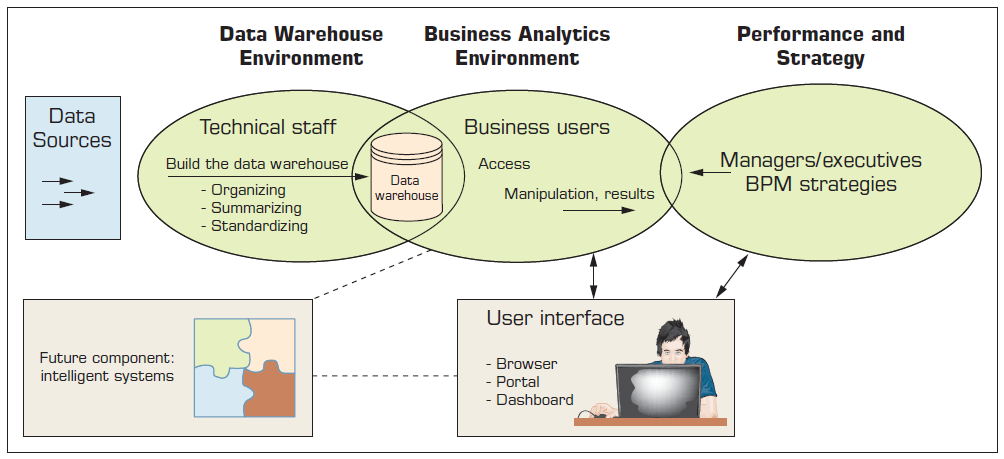 Data Warehouse
Environment
Business Analytics
Environment
Performance and
Strategy
Data
Sources
Technical staff
Build the data warehouse
- Organizing
- Summarizing
- Standardizing
Data
warehouse
Business users
Access
Manipulation, results
Managers/executives
BPM strategies
Future component:
intelligent systems
User interface
- Browser
- Portal
- Dashboard